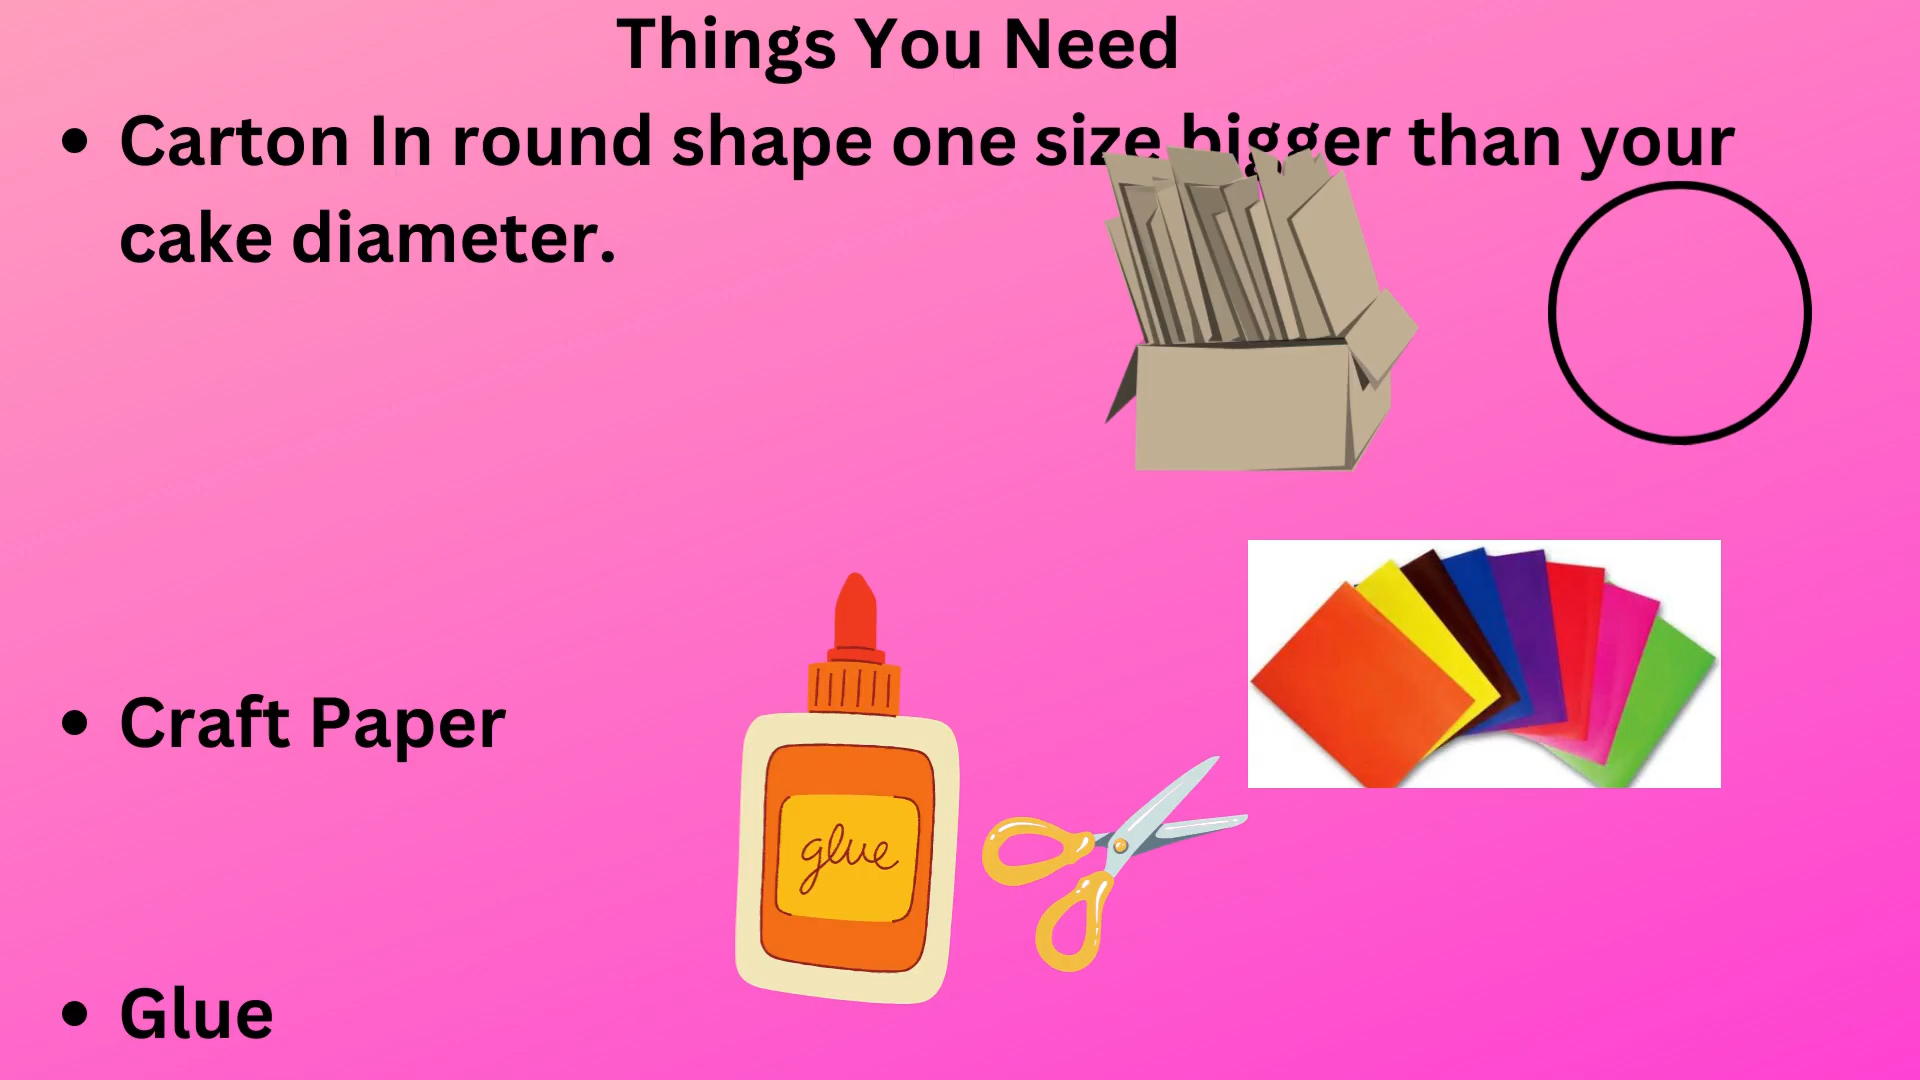 Things You Need
• Carton In round shape one size bigger than your
cake diameter.
• Craft Paper
glue
• Glue